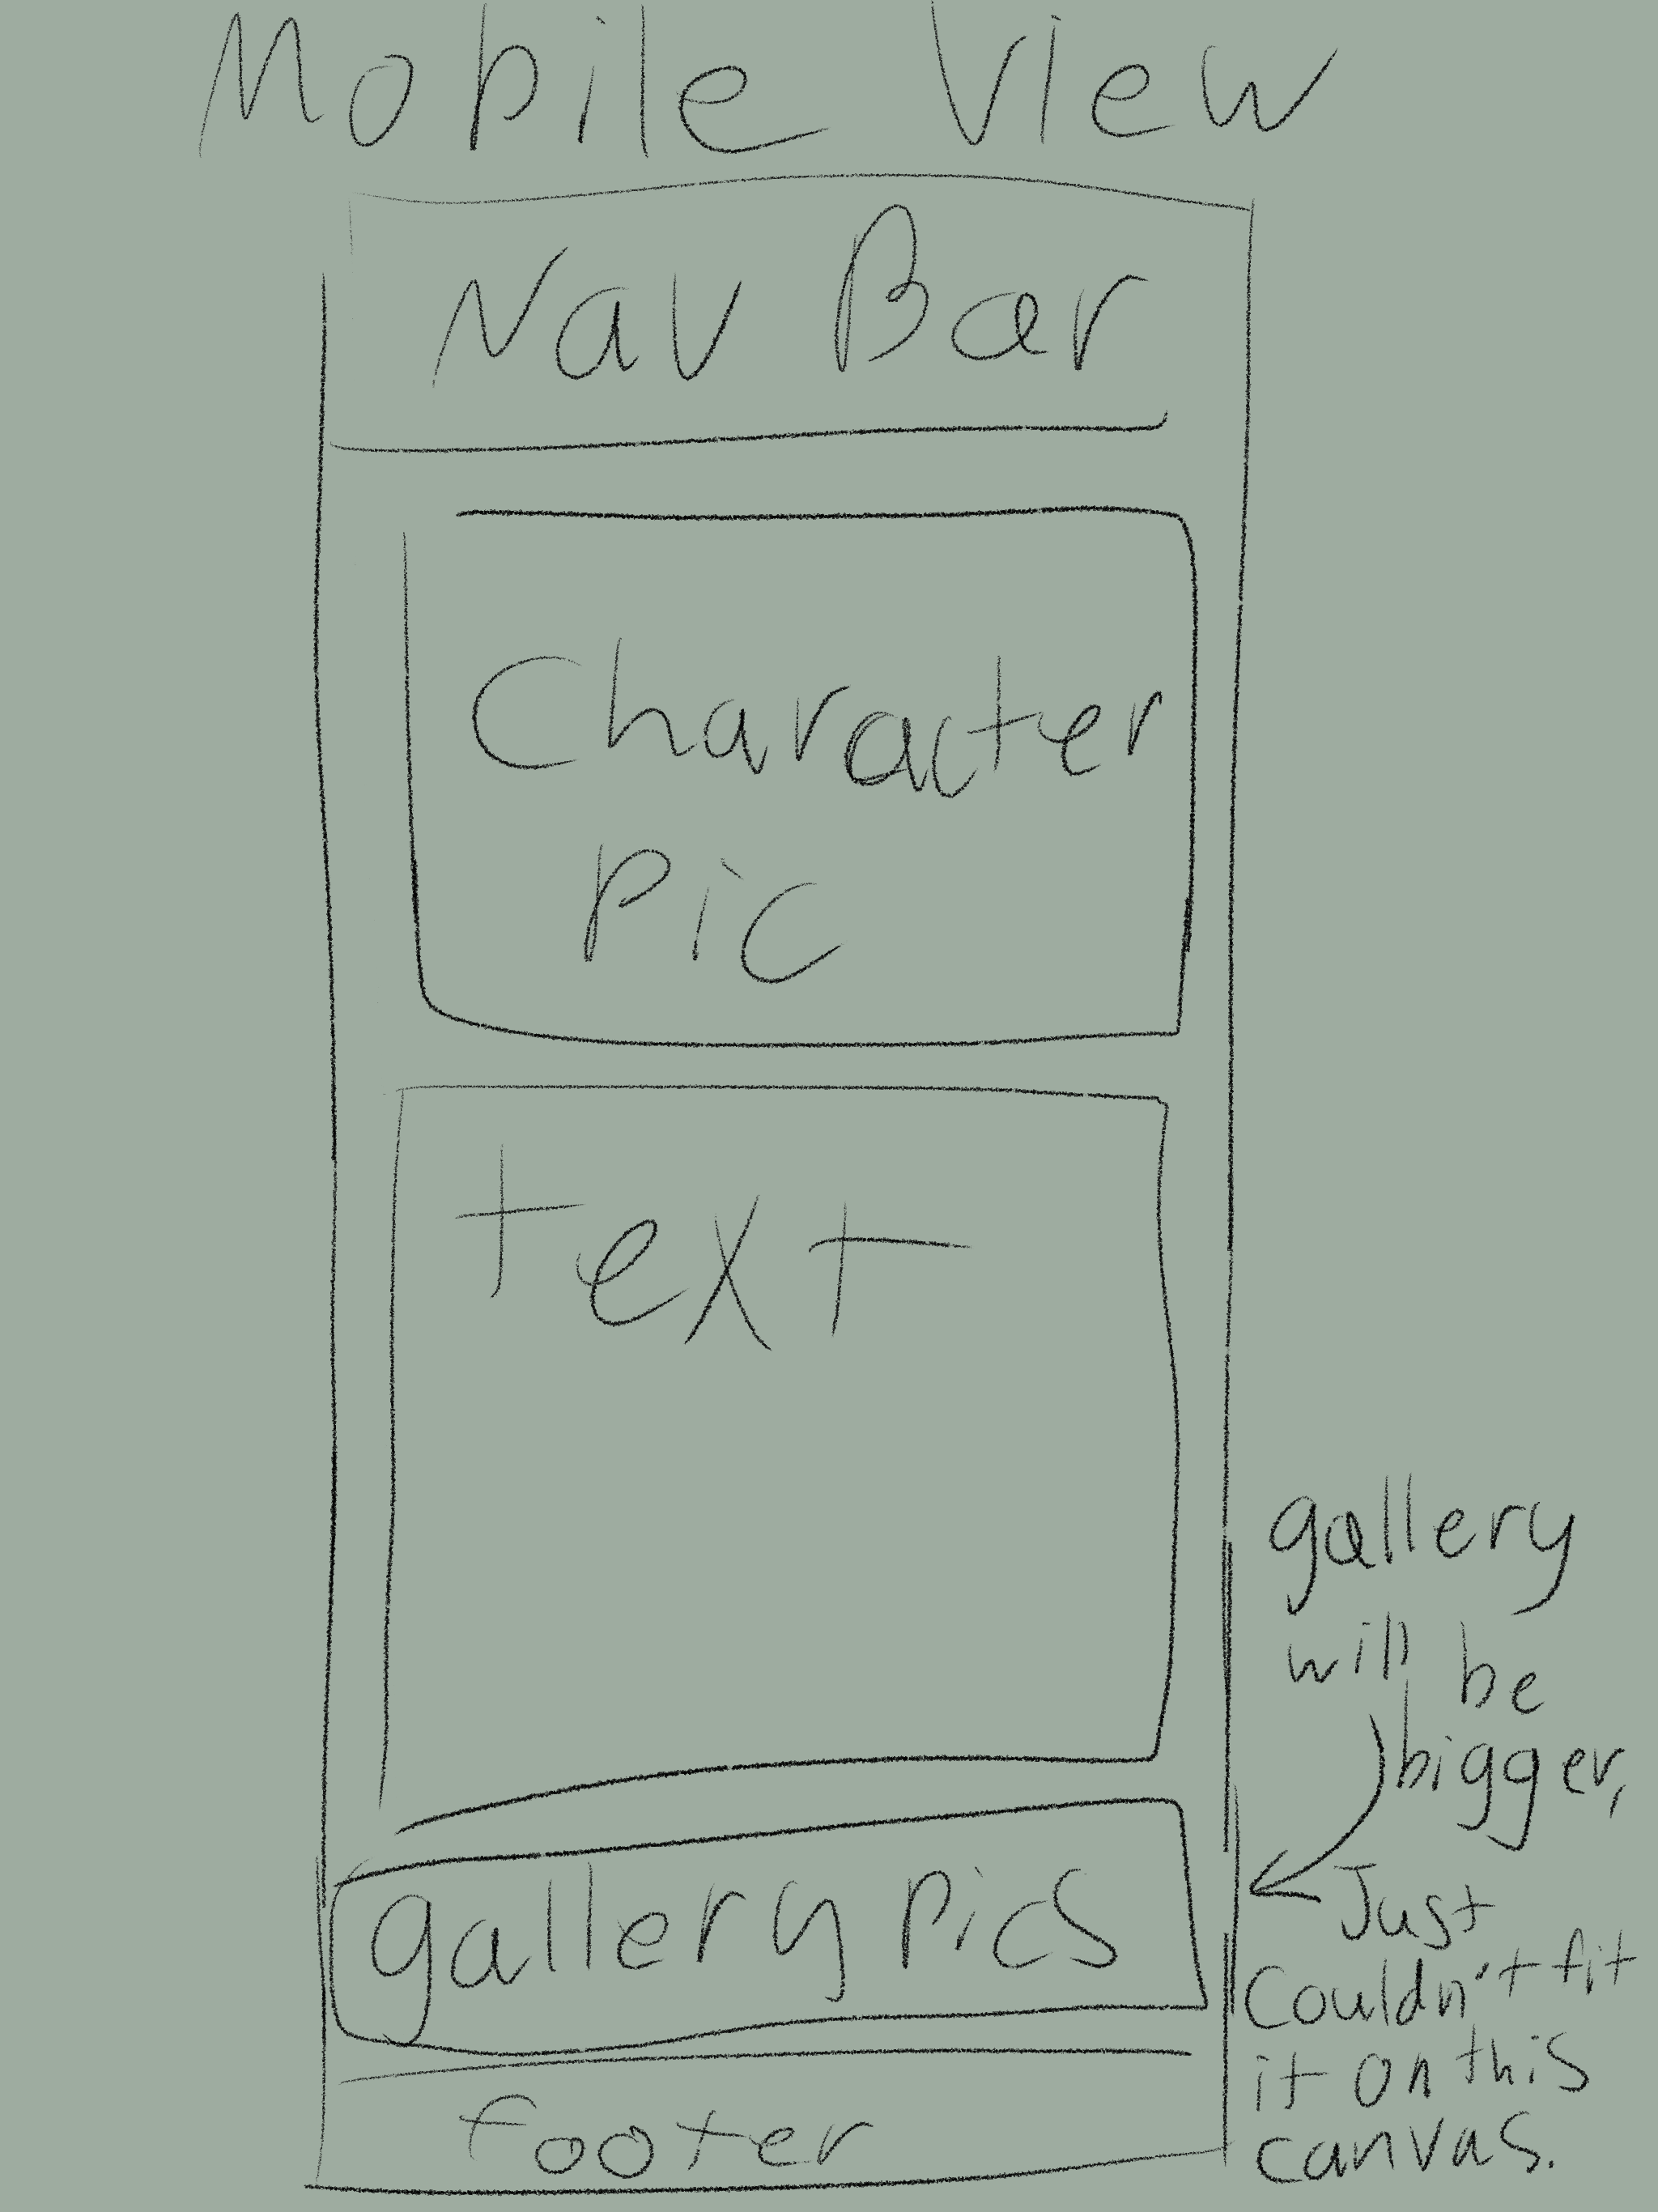 Mobile View
Nav Bar
Character
Pic
text
gallery pics
footer
gallery
will be
bigger,
Just
Couldn't fit
it on this
canvas.